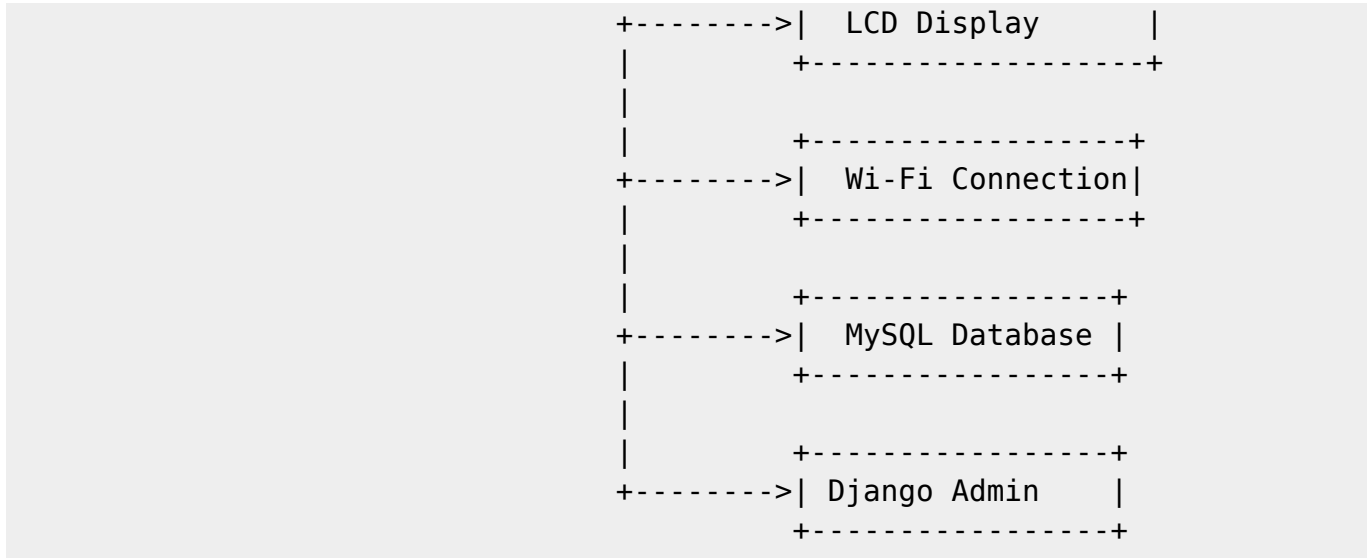 +-------->|  LCD Display      |
|         +-------------------+
|
|         +------------------+
+-------->|  Wi-Fi Connection|
|         +------------------+
|
|         +-----------------+
+-------->|  MySQL Database |
|         +-----------------+
|
|         +-----------------+
+-------->| Django Admin    |
          +-----------------+